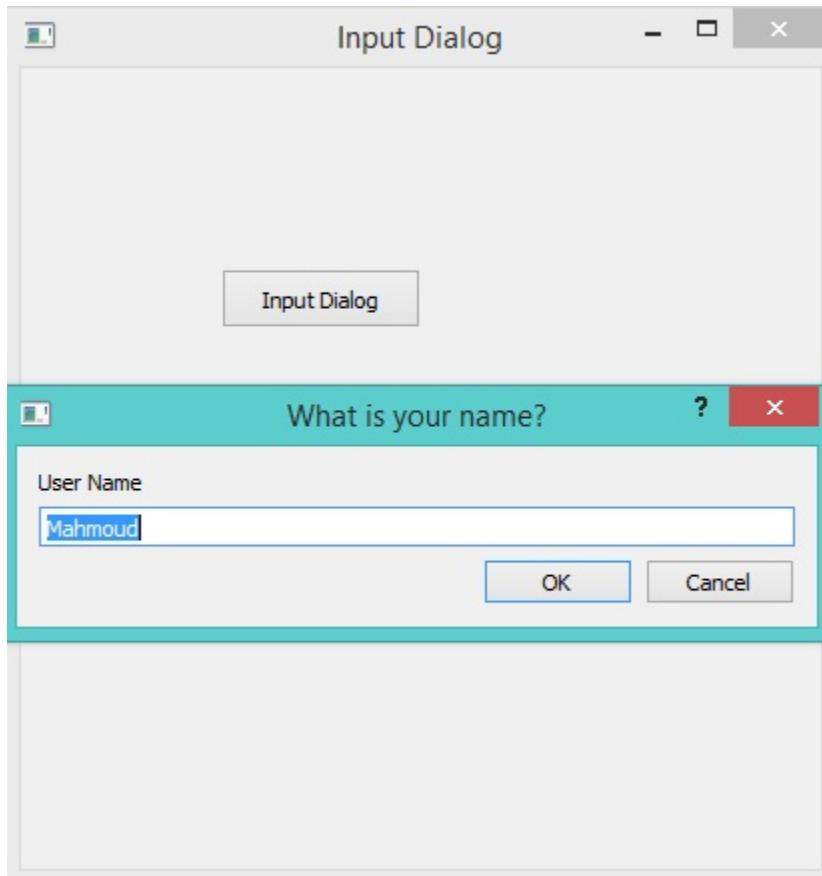 Input Dialog
Input Dialog
What is your name? ?
User Name
Mahmoud
OK Cancel